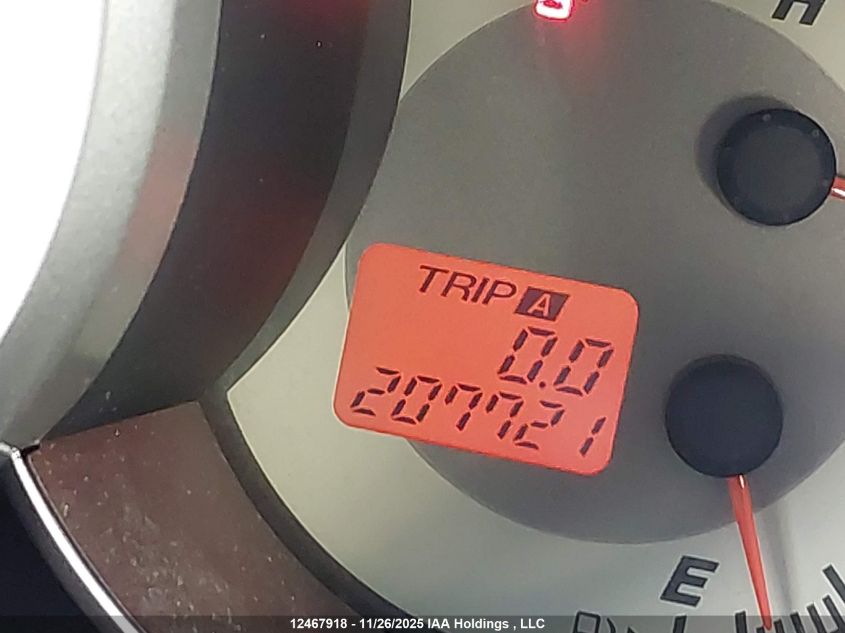 H
TRIP A
0.0
207721
E
12467918 - 11/26/2025 IAA Holdings , LLC